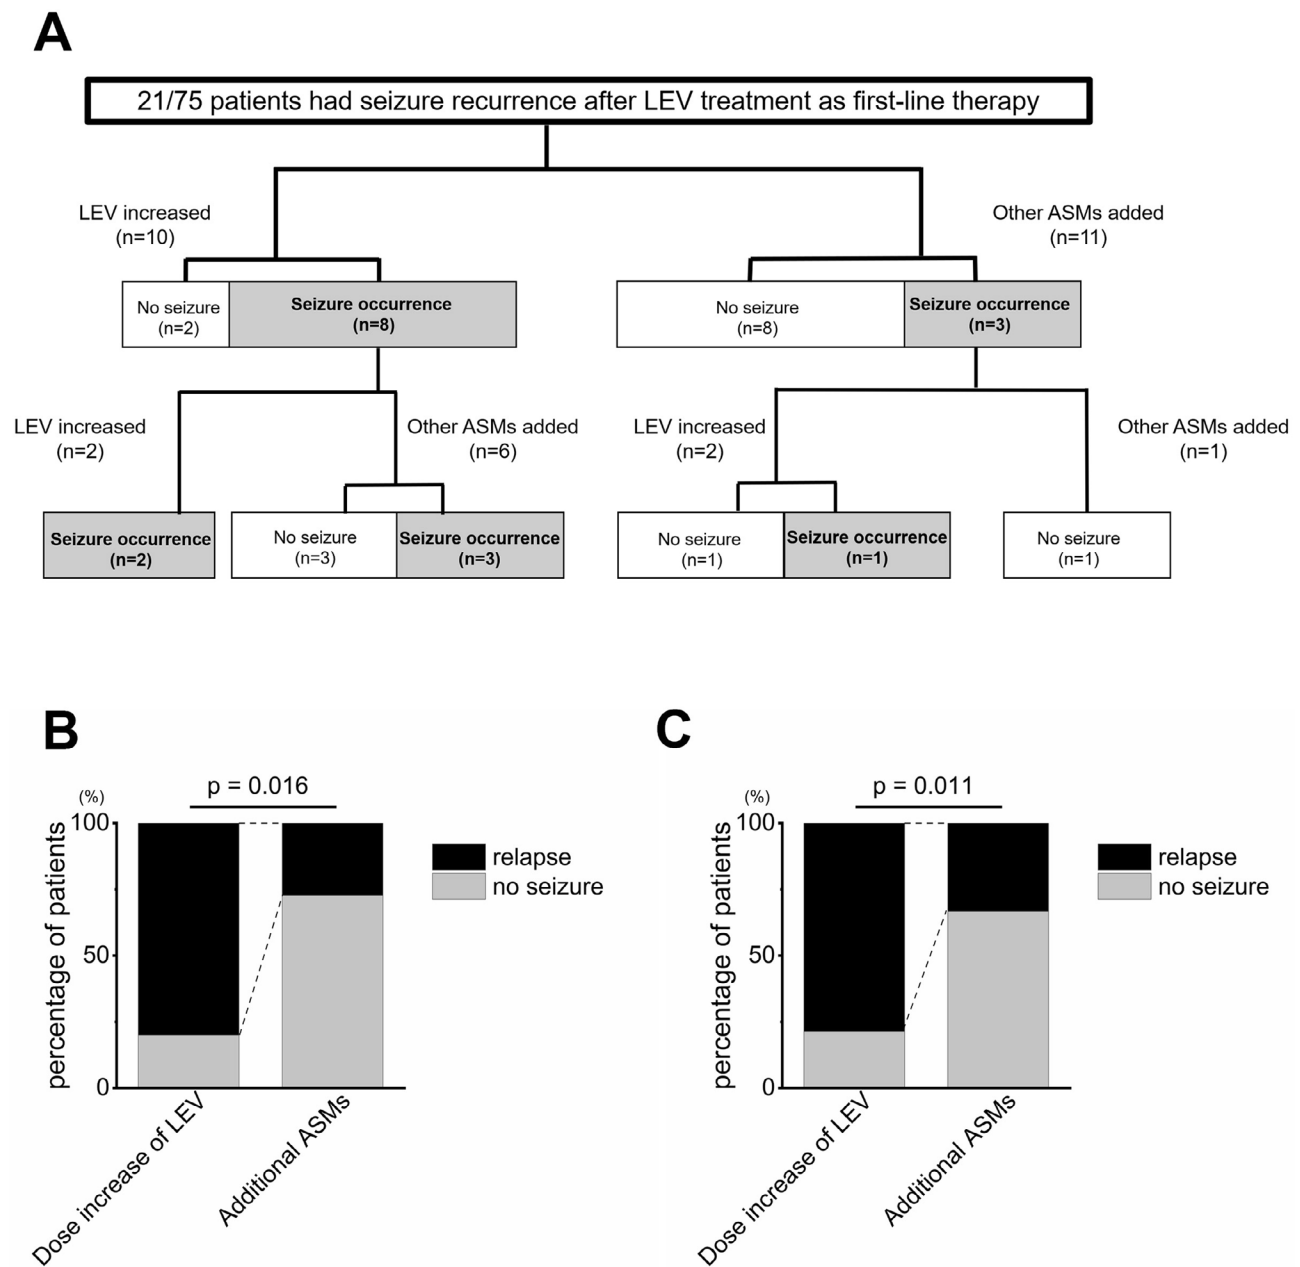 A
21/75 patients had seizure recurrence after LEV treatment as first-line therapy
LEV increased
(n=10)
Other ASMs added
(n=11)
No seizure
(n=2)
Seizure occurrence
(n=8)
No seizure
(n=8)
Seizure occurrence
(n=3)
LEV increased
(n=2)
Other ASMs added
(n=6)
LEV increased
(n=2)
Other ASMs added
(n=1)
Seizure occurrence
(n=2)
No seizure
(n=3)
Seizure occurrence
(n=3)
No seizure
(n=1)
Seizure occurrence
(n=1)
No seizure
(n=1)
B
p = 0.016
(%)
100
50
0
percentage of patients
relapse
no seizure
Dose increase of LEV
Additional ASMs
C
p = 0.011
(%)
100
50
0
percentage of patients
relapse
no seizure
Dose increase of LEV
Additional ASMs